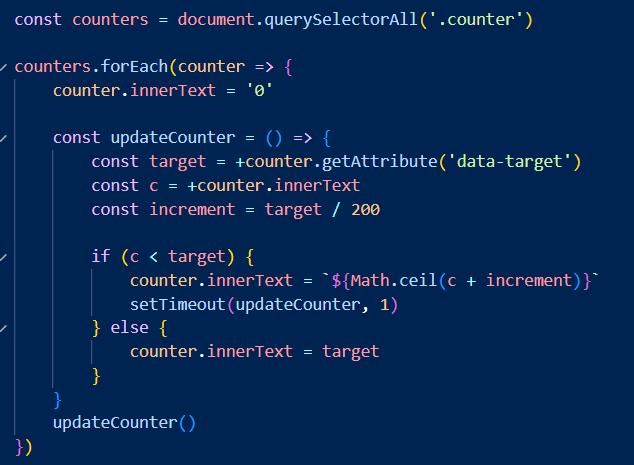 const counters = document.querySelectorAll('.counter')
counters.forEach(counter => {
counter.innerText = '0'
const updateCounter = () => {
const target = +counter.getAttribute('data-target')
const c = +counter.innerText
const increment = target / 200
if (c < target) {
counter.innerText = `${Math.ceil(c + increment)}`
setTimeout(updateCounter, 1)
} else {
counter.innerText = target
}
}
updateCounter()
})